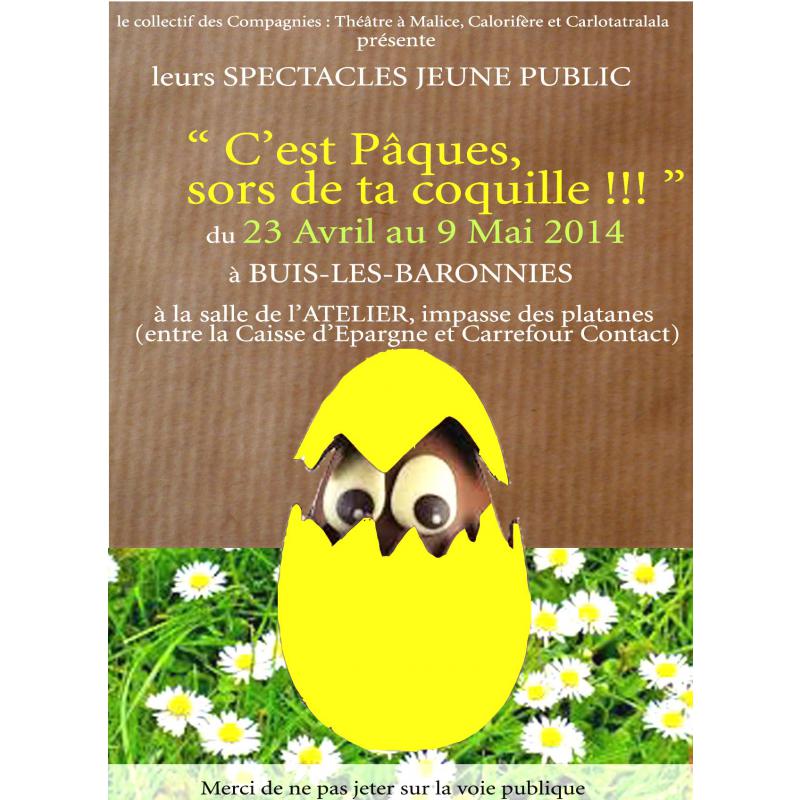 le collectif des Compagnies : Théâtre à Malice, Calorifère et Carlotatralala
présente
leurs SPECTACLES JEUNE PUBLIC
“ C’est Pâques,
sors de ta coquille !!! ”
du 23 Avril au 9 Mai 2014
à BUIS-LES-BARONNIES
à la salle de l’ATELIER, impasse des platanes
(entre la Caisse d’Epargne et Carrefour Contact)
Merci de ne pas jeter sur la voie publique